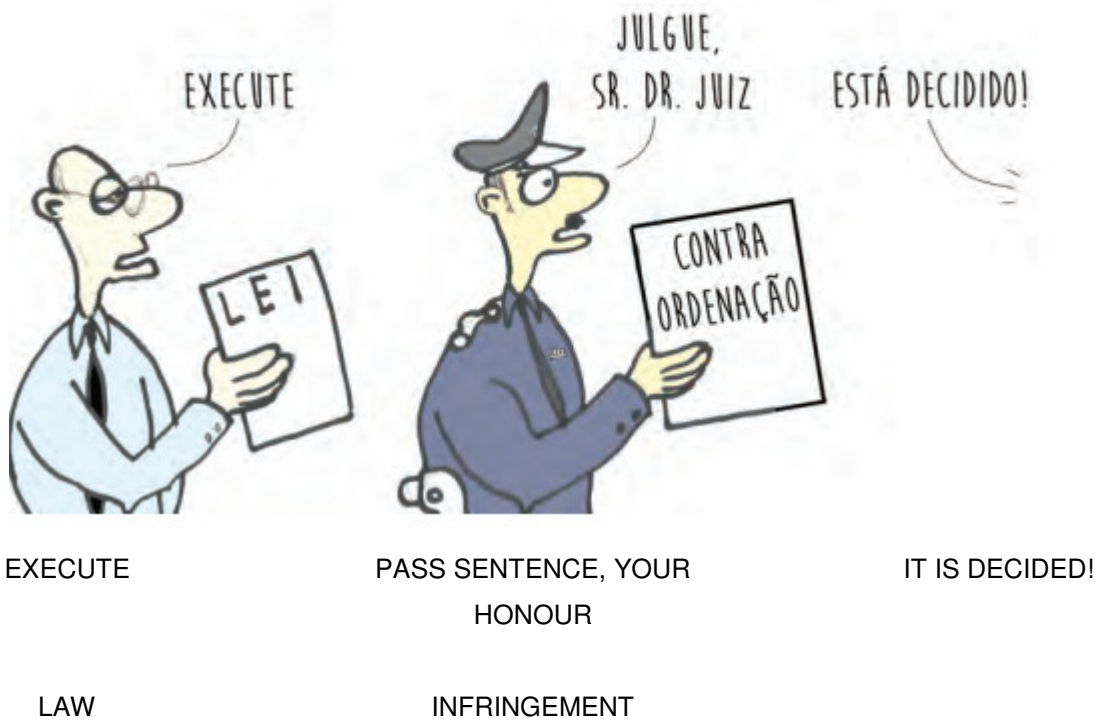 EXECUTE
JULGUE,
SR. DR. JUIZ
ESTÁ DECIDIDO!
LEI
CONTRA
ORDENAÇÃO
EXECUTE
PASS SENTENCE, YOUR
HONOUR
IT IS DECIDED!
LAW
INFRINGEMENT